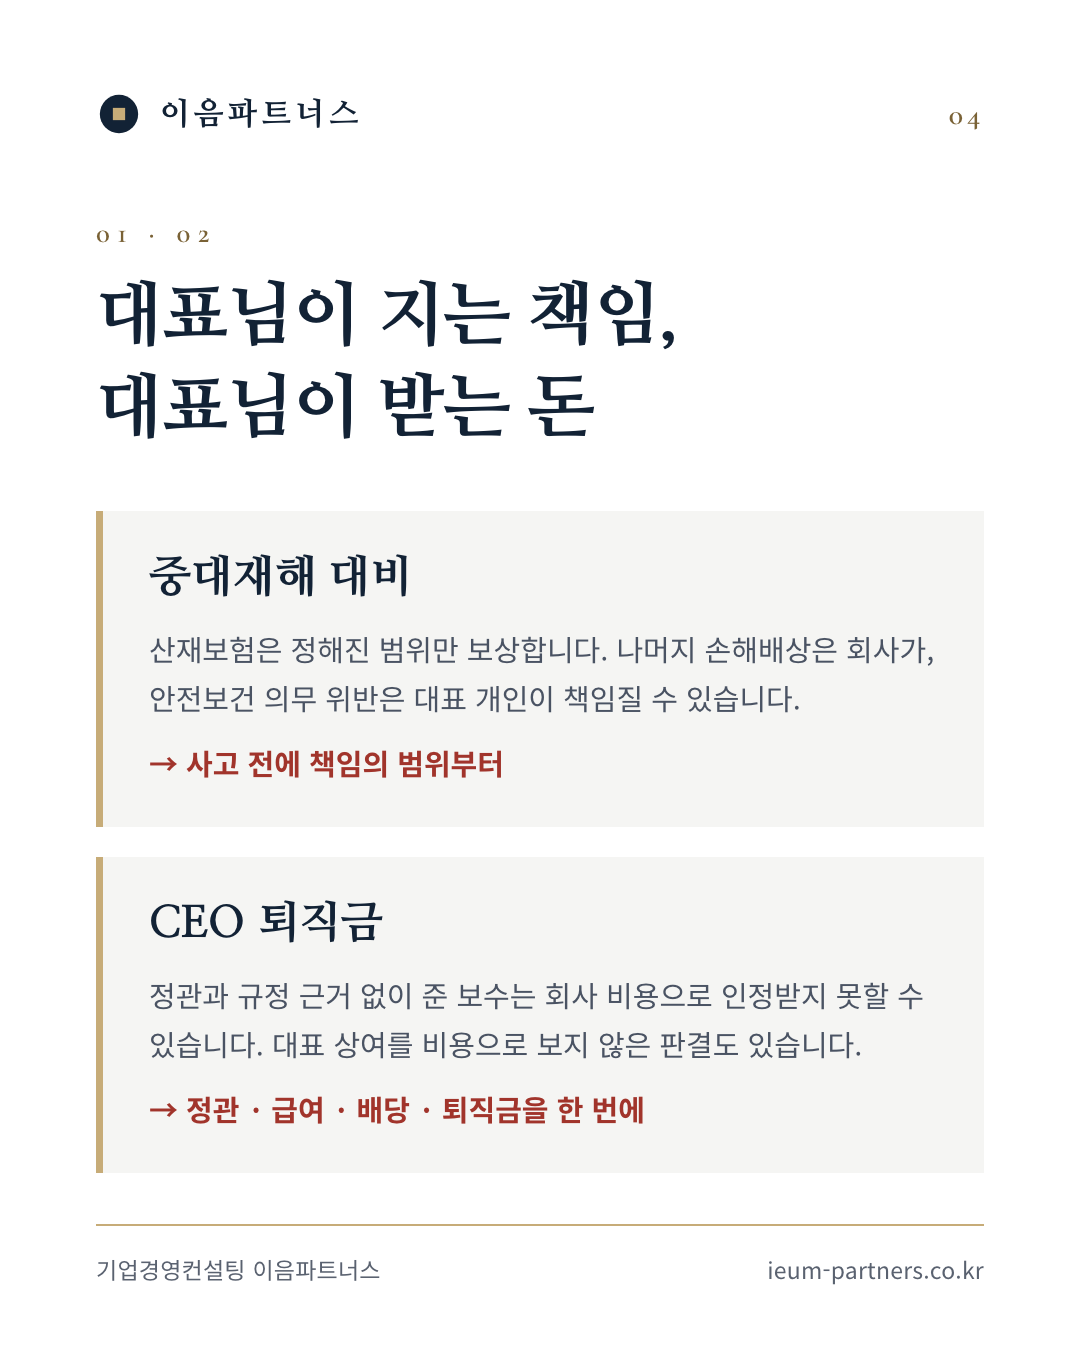 이음파트너스
04
01 · 02
대표님이 지는 책임,
대표님이 받는 돈
중대재해 대비
산재보험은 정해진 범위만 보상합니다. 나머지 손해배상은 회사가,
안전보건 의무 위반은 대표 개인이 책임질 수 있습니다.
→ 사고 전에 책임의 범위부터
CEO 퇴직금
정관과 규정 근거 없이 준 보수는 회사 비용으로 인정받지 못할 수
있습니다. 대표 상여를 비용으로 보지 않은 판결도 있습니다.
→ 정관 · 급여 · 배당 · 퇴직금을 한 번에
기업경영컨설팅 이음파트너스
ieum-partners.co.kr